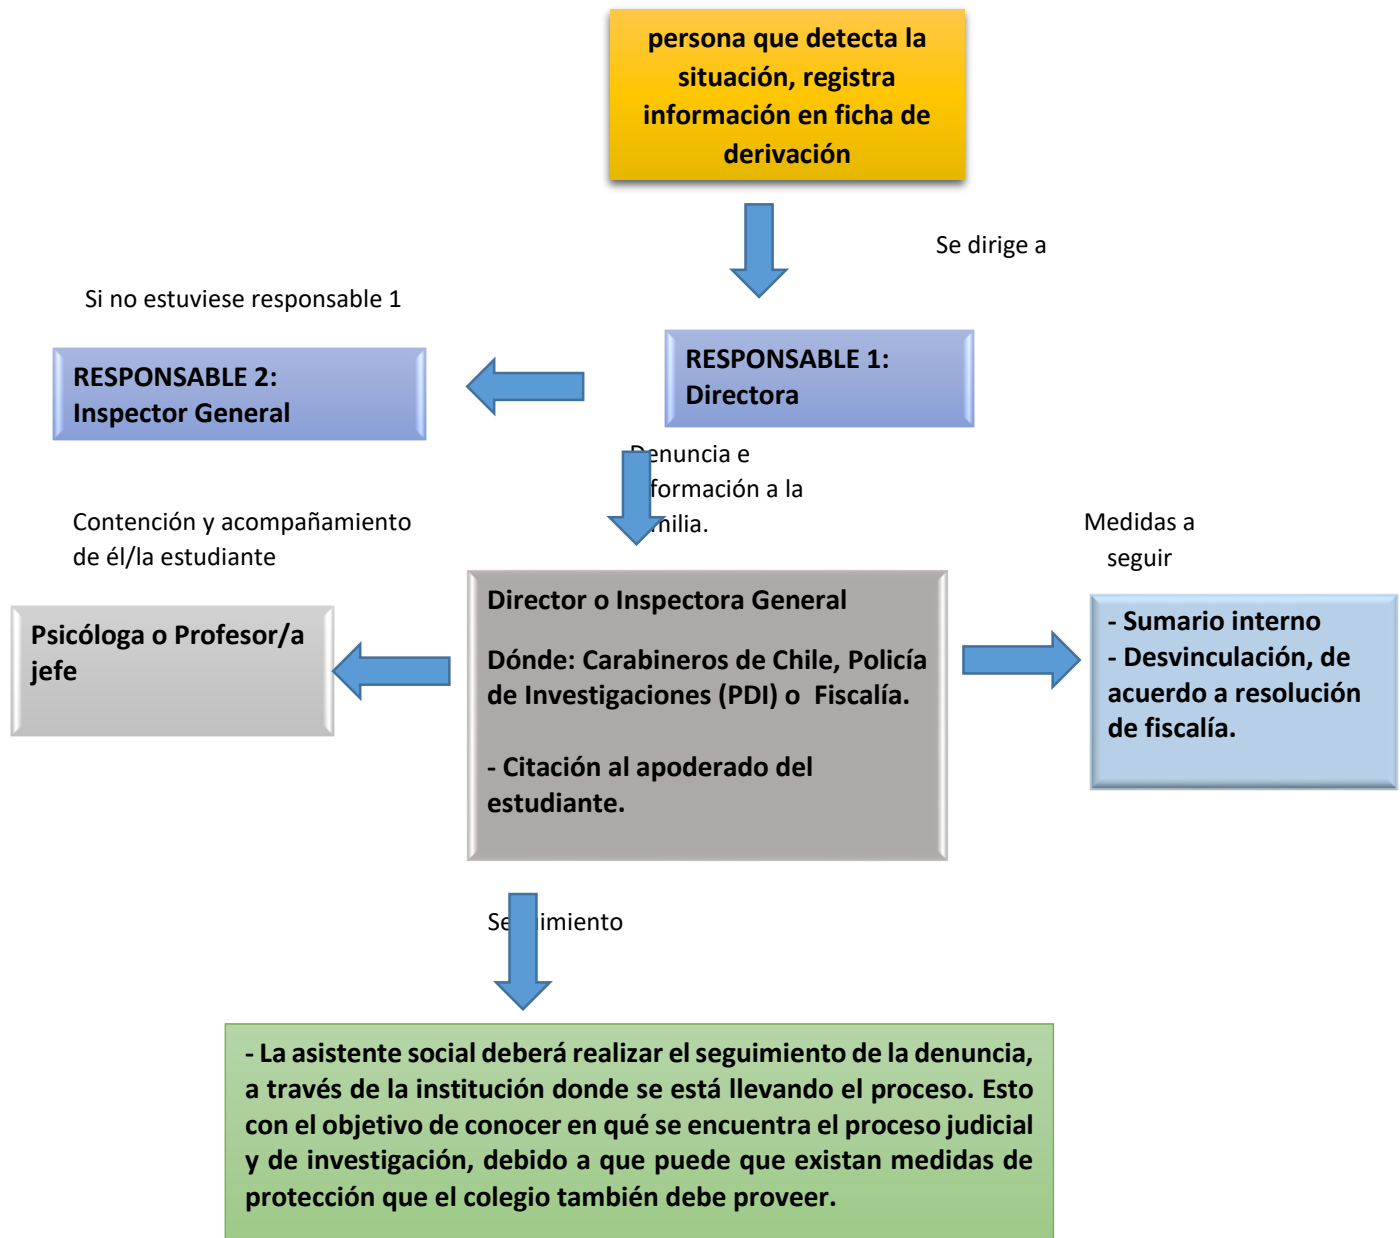 persona que detecta la
situación, registra
información en ficha de
derivación
Se dirige a
Si no estuviese responsable 1
RESPONSABLE 2:
Inspector General
RESPONSABLE 1:
Directora
Denuncia e
formación a la
milia.
Contención y acompañamiento
de él/la estudiante
Medidas a
seguir
Psicóloga o Profesor/a
jefe
Director o Inspectora General
Dónde: Carabineros de Chile, Policía
de Investigaciones (PDI) o Fiscalía.
- Citación al apoderado del
estudiante.
- Sumario interno
- Desvinculación, de
acuerdo a resolución
de fiscalía.
Seguimiento
- La asistente social deberá realizar el seguimiento de la denuncia,
a través de la institución donde se está llevando el proceso. Esto
con el objetivo de conocer en qué se encuentra el proceso judicial
y de investigación, debido a que puede que existan medidas de
protección que el colegio también debe proveer.